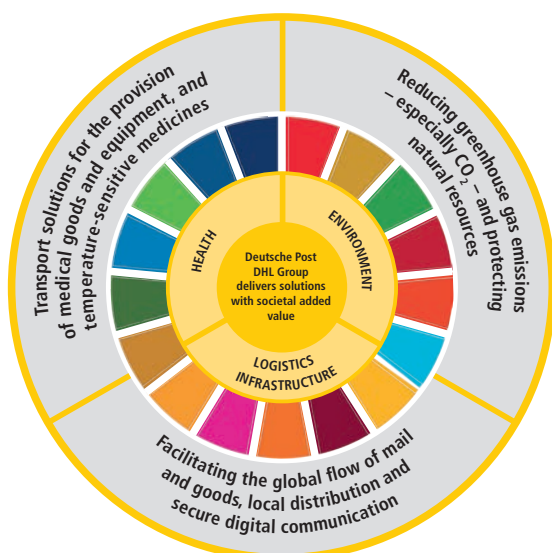 Transport solutions for the provision
of medical goods and equipment, and
temperature-sensitive medicines
Reducing greenhouse gas emissions
– especially CO₂ – and protecting
natural resources
HEALTH
ENVIRONMENT
Deutsche Post
DHL Group
delivers solutions
with societal added
value
LOGISTICS
INFRASTRUCTURE
Facilitating the global flow of mail
and goods, local distribution and
secure digital communication